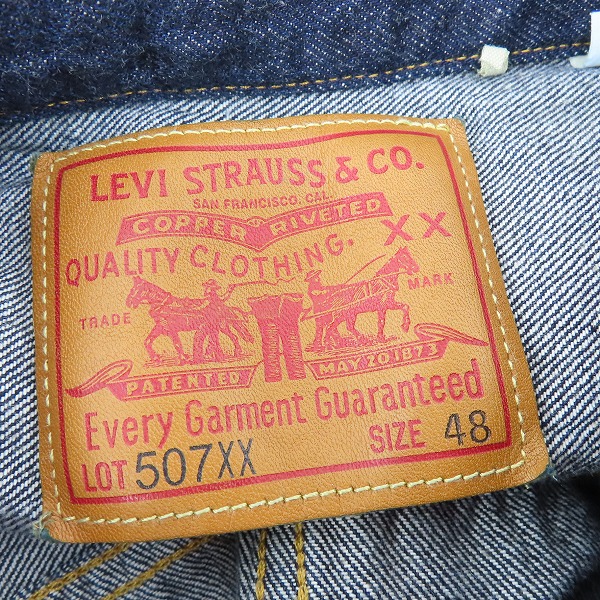 LEVI STRAUSS & CO.
SAN FRANCISCO, CAL.
COPPER RIVETED
XX
QUALITY CLOTHING.
TRADE MARK
PATENTED MAY 20 1873
Every Garment Guaranteed
LOT 507XX SIZE 48